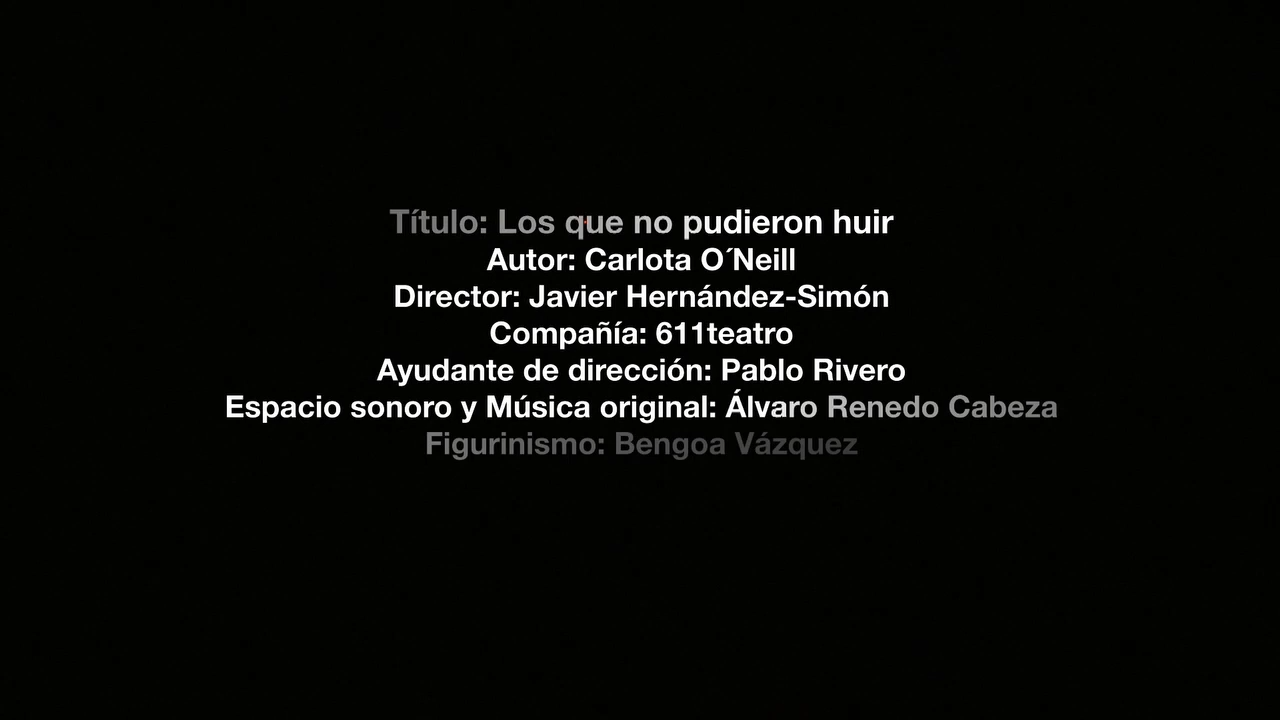 Título: Los que no pudieron huir
Autor: Carlota O´Neill
Director: Javier Hernández-Simón
Compañía: 611teatro
Ayudante de dirección: Pablo Rivero
Espacio sonoro y Música original: Álvaro Renedo Cabeza
Figurinismo: Bengoa Vázquez